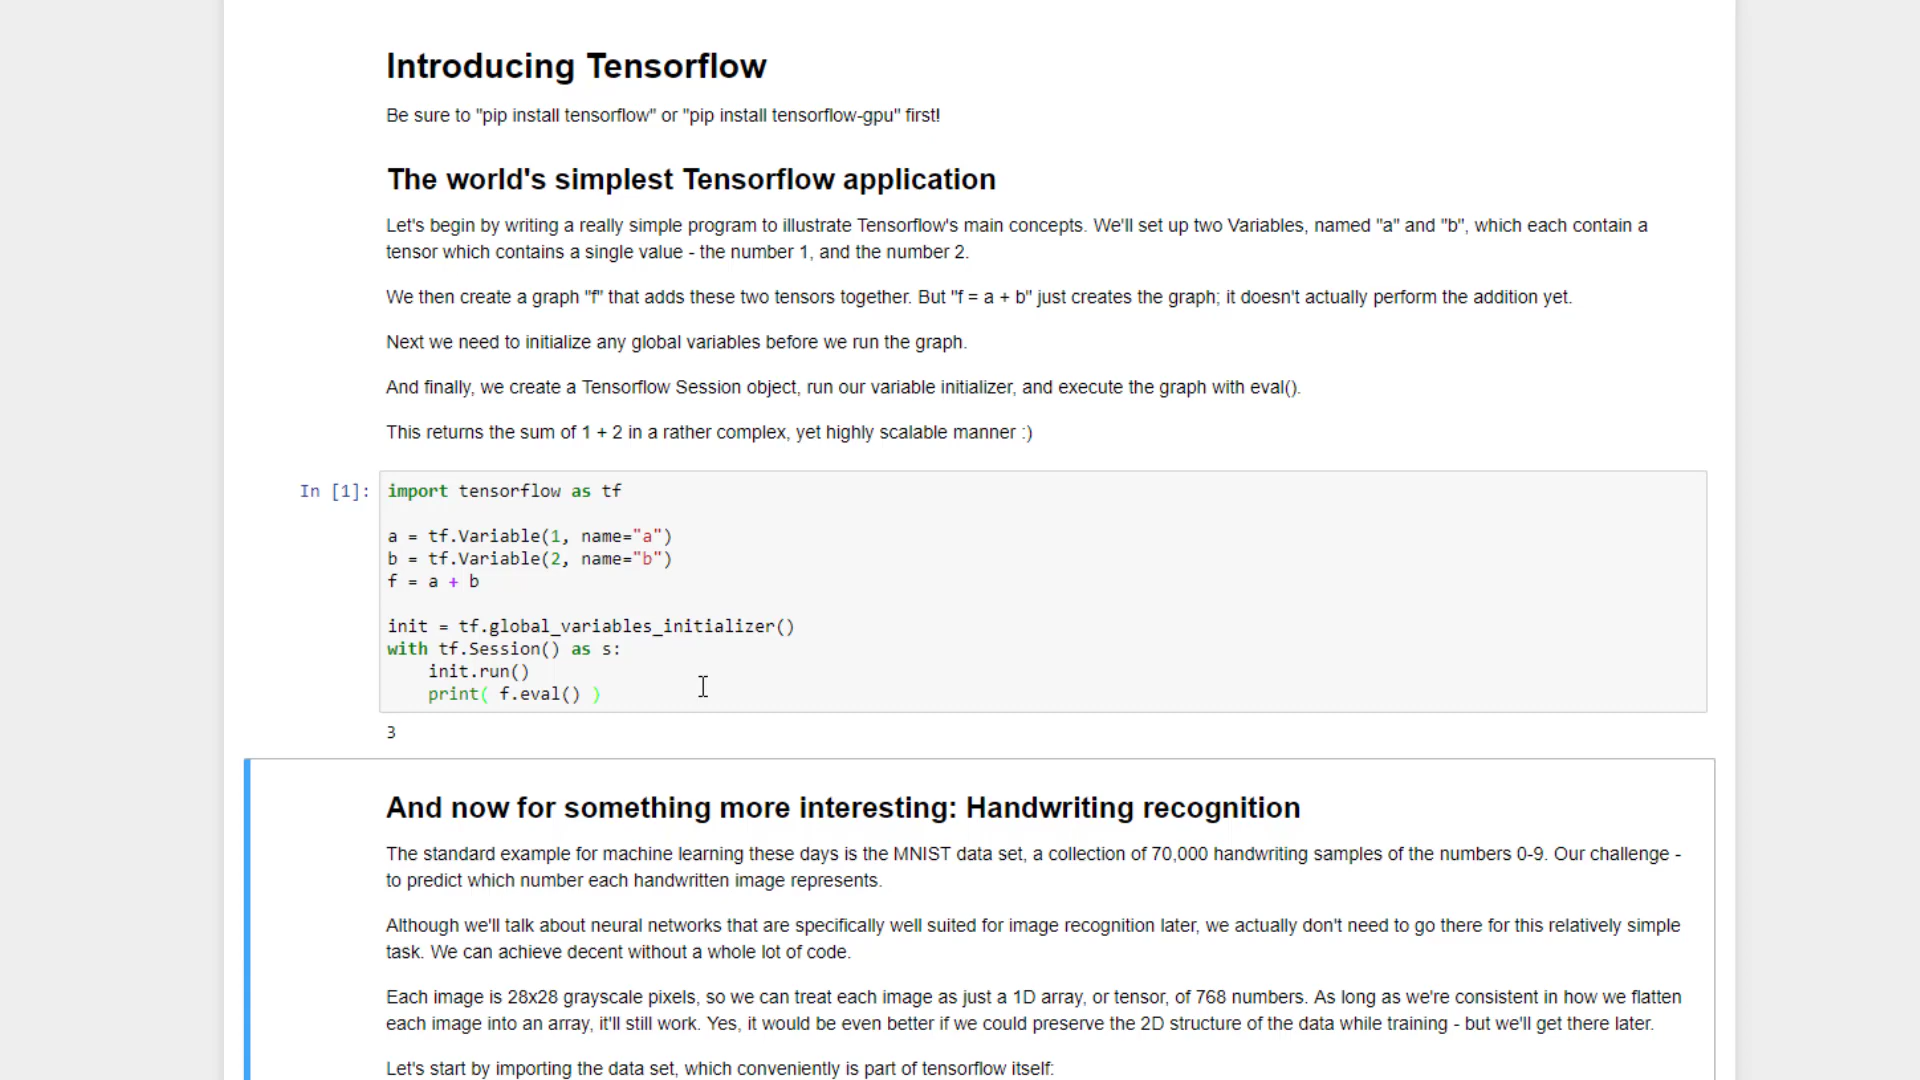 Introducing Tensorflow
Be sure to "pip install tensorflow" or "pip install tensorflow-gpu" first!
The world's simplest Tensorflow application
Let's begin by writing a really simple program to illustrate Tensorflow's main concepts. We'll set up two Variables, named "a" and "b", which each contain a
tensor which contains a single value - the number 1, and the number 2.
We then create a graph "f" that adds these two tensors together. But "f = a + b" just creates the graph; it doesn't actually perform the addition yet.
Next we need to initialize any global variables before we run the graph.
And finally, we create a Tensorflow Session object, run our variable initializer, and execute the graph with eval().
This returns the sum of 1 + 2 in a rather complex, yet highly scalable manner :)
In [1]: import tensorflow as tf
a = tf.Variable(1, name="a")
b = tf.Variable(2, name="b")
f = a + b
init = tf.global_variables_initializer()
with tf.Session() as s:
    init.run()
    print( f.eval() )
3
And now for something more interesting: Handwriting recognition
The standard example for machine learning these days is the MNIST data set, a collection of 70,000 handwriting samples of the numbers 0-9. Our challenge -
to predict which number each handwritten image represents.
Although we'll talk about neural networks that are specifically well suited for image recognition later, we actually don't need to go there for this relatively simple
task. We can achieve decent without a whole lot of code.
Each image is 28x28 grayscale pixels, so we can treat each image as just a 1D array, or tensor, of 768 numbers. As long as we're consistent in how we flatten
each image into an array, it'll still work. Yes, it would be even better if we could preserve the 2D structure of the data while training - but we'll get there later.
Let's start by importing the data set, which conveniently is part of tensorflow itself: